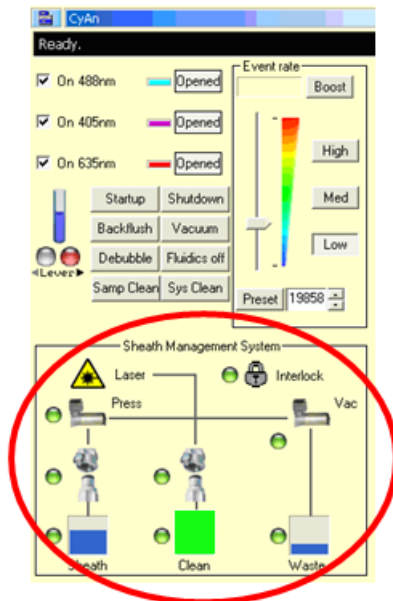 CyAn
Ready.
On 488nm Opened
On 405nm Opened
On 635nm Opened
Event rate
Boost
High
Med
Low
Preset 19858
Startup Shutdown
Backflush Vacuum
Debubble Fluidics off
Samp Clean Sys Clean
◄Lever►
Sheath Management System
Laser Interlock
Press Vac
Sheath Clean Waste